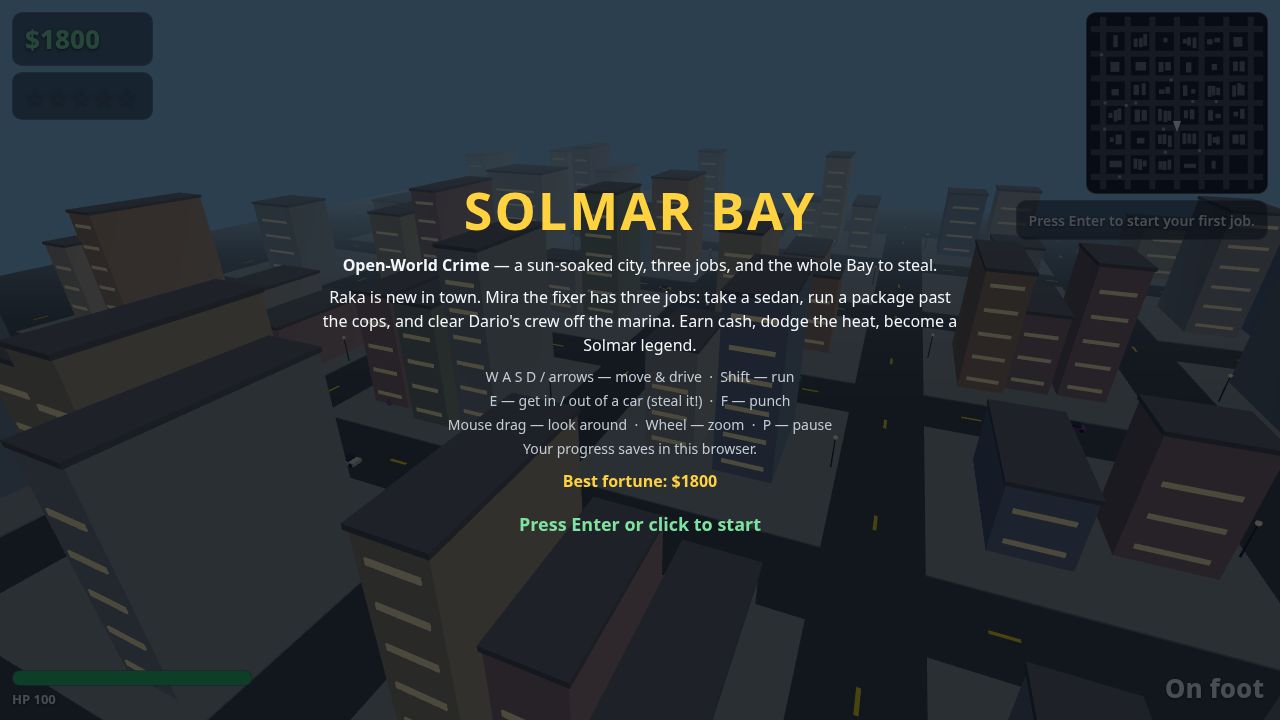 $1800
SOLMAR BAY
Open-World Crime — a sun-soaked city, three jobs, and the whole Bay to steal.
Raka is new in town. Mira the fixer has three jobs: take a sedan, run a package past
the cops, and clear Dario's crew off the marina. Earn cash, dodge the heat, become a
Solmar legend.
W A S D / arrows — move & drive · Shift — run
E — get in / out of a car (steal it!) · F — punch
Mouse drag — look around · Wheel — zoom · P — pause
Your progress saves in this browser.
Best fortune: $1800
Press Enter or click to start
Press Enter to start your first job.
HP 100
On foot